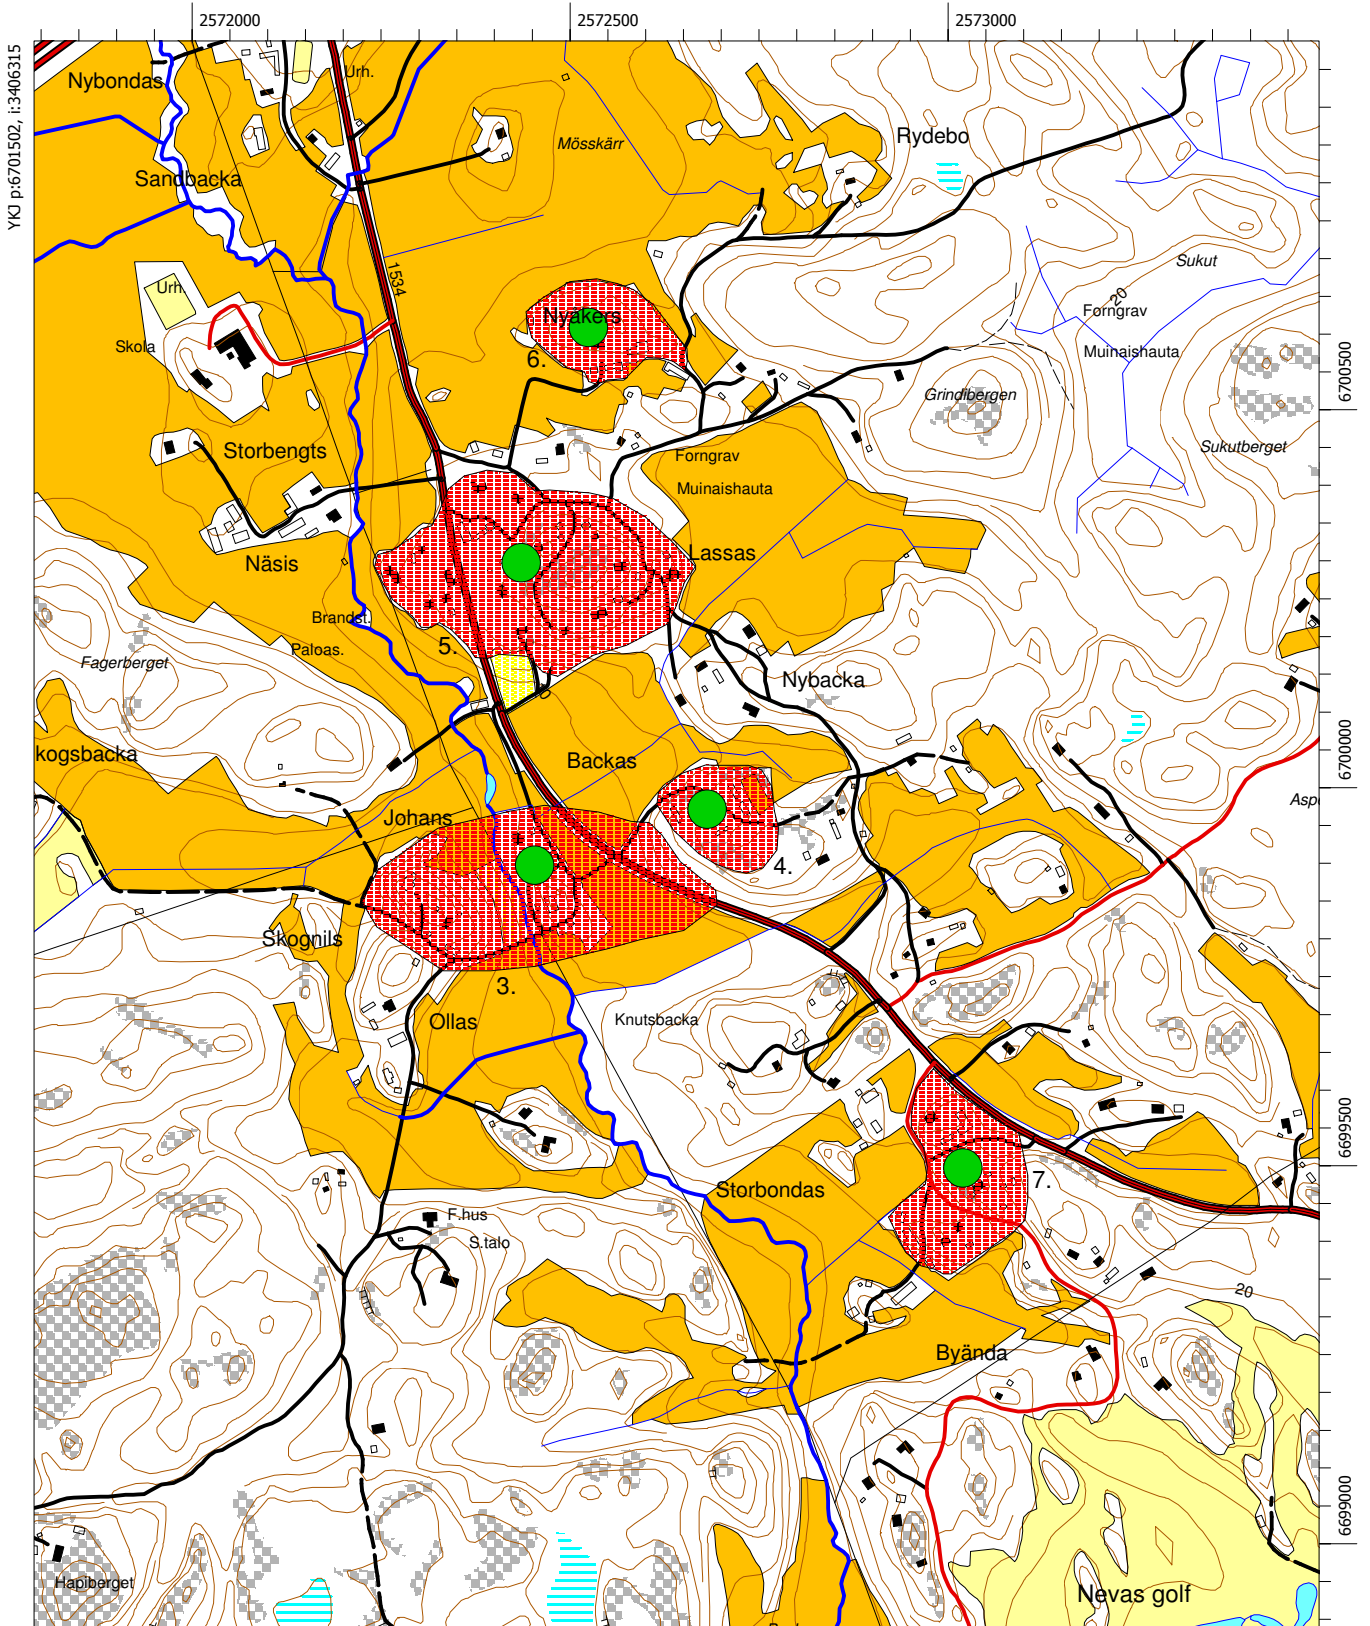 2572000
2572500
2573000
YKJ p:6701502, i:3406315
Nybondas
Urh.
Mösskärr
Rydebo
Sandbacka
1534
Sukut
Urh.
20
Forngrav
Nyåkers
Skola
6.
Muinaishauta
6700500
Grindlbergen
Storbengts
Forngrav
Sukutberget
Muinaishauta
Lassas
Näsis
Brandst.
5.
Paloas.
Fagerberget
Nybacka
kogsbacka
Backas
6700000
Johans
4.
Skognils
3.
Ollas
Knutsbacka
6699500
7.
Storbondas
F.hus
S.talo
20
Byända
6699000
Hapiberget
Nevas golf